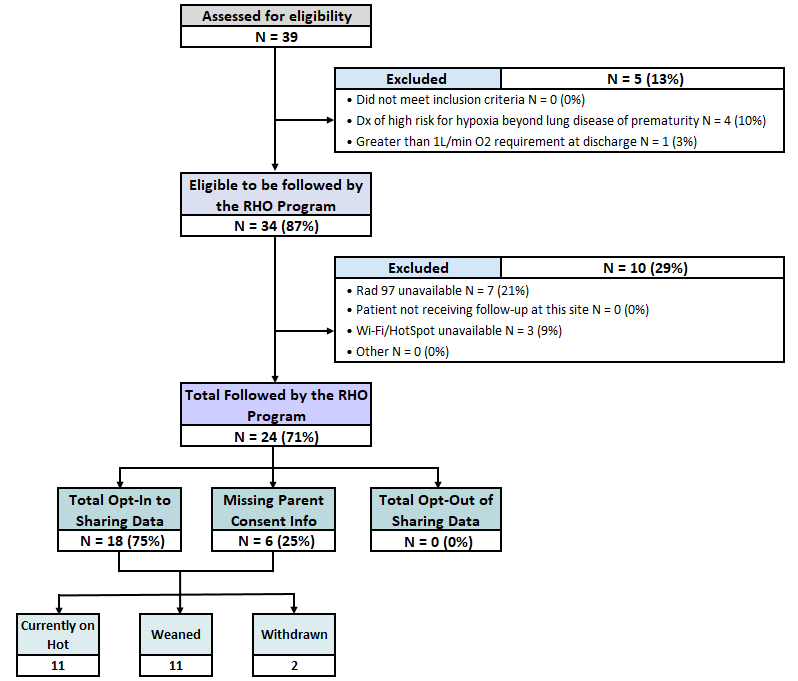 Assessed for eligibility
N = 39
Excluded
N = 5 (13%)
• Did not meet inclusion criteria N = 0 (0%)
• Dx of high risk for hypoxia beyond lung disease of prematurity N = 4 (10%)
• Greater than 1L/min O2 requirement at discharge N = 1 (3%)
Eligible to be followed by
the RHO Program
N = 34 (87%)
Excluded
N = 10 (29%)
• Rad 97 unavailable N = 7 (21%)
• Patient not receiving follow-up at this site N = 0 (0%)
• Wi-Fi/HotSpot unavailable N = 3 (9%)
• Other N = 0 (0%)
Total Followed by the RHO
Program
N = 24 (71%)
Total Opt-In to
Sharing Data
N = 18 (75%)
Missing Parent
Consent Info
N = 6 (25%)
Total Opt-Out of
Sharing Data
N = 0 (0%)
Currently on
Hot
11
Weaned
11
Withdrawn
2